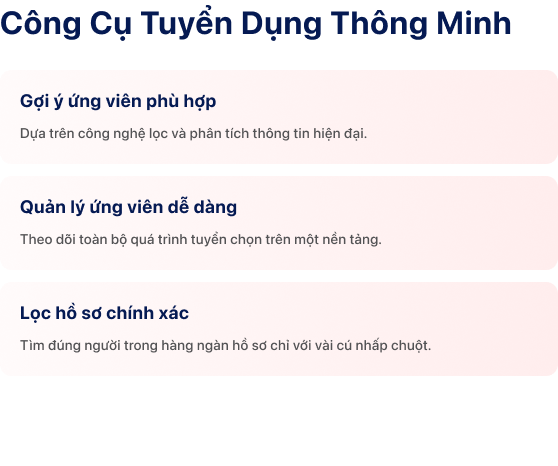 Công Cụ Tuyển Dụng Thông Minh
Gợi ý ứng viên phù hợp
Dựa trên công nghệ lọc và phân tích thông tin hiện đại.
Quản lý ứng viên dễ dàng
Theo dõi toàn bộ quá trình tuyển chọn trên một nền tảng.
Lọc hồ sơ chính xác
Tìm đúng người trong hàng ngàn hồ sơ chỉ với vài cú nhấp chuột.